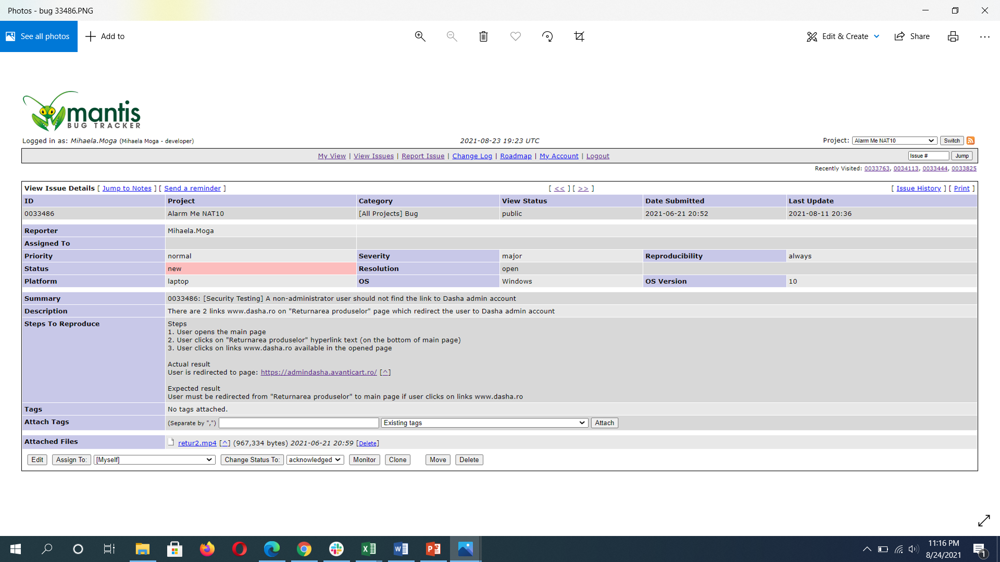 Photos - bug 33486.PNG
See all photos
Add to
Edit & Create
Share
mantis
BUG TRACKER
Logged in as: Mihaela.Moga (Mihaela Moga - developer)
2021-08-23 19:23 UTC
Project: Alarm Me NAT10 Switch
My View | View Issues | Report Issue | Change Log | Roadmap | My Account | Logout
Issue # Jump
Recently Visited: 0033763, 0034113, 0033444, 0033825
View Issue Details [ Jump to Notes ] [ Send a reminder ] [ << ] [ >> ] [ Issue History ] [ Print ]
ID Project Category View Status Date Submitted Last Update
0033486 Alarm Me NAT10 [All Projects] Bug public 2021-06-21 20:52 2021-08-11 20:36
Reporter Mihaela.Moga
Assigned To
Priority normal Severity major Reproducibility always
Status new Resolution open
Platform laptop OS Windows OS Version 10
Summary 0033486: [Security Testing] A non-administrator user should not find the link to Dasha admin account
Description There are 2 links www.dasha.ro on "Returnarea produselor" page which redirect the user to Dasha admin account
Steps To Reproduce Steps
1. User opens the main page
2. User clicks on "Returnarea produselor" hyperlink text (on the bottom of main page)
3. User clicks on links www.dasha.ro available in the opened page
Actual result
User is redirected to page: https://admindasha.avanticart.ro/ [^]
Expected result
User must be redirected from "Returnarea produselor" to main page if user clicks on links www.dasha.ro
Tags No tags attached.
Attach Tags (Separate by ",") Existing tags Attach
Attached Files retur2.mp4 [^] (967,334 bytes) 2021-06-21 20:59 [Delete]
Edit Assign To: [Myself] Change Status To: acknowledged Monitor Clone Move Delete
11:16 PM
8/24/2021
1